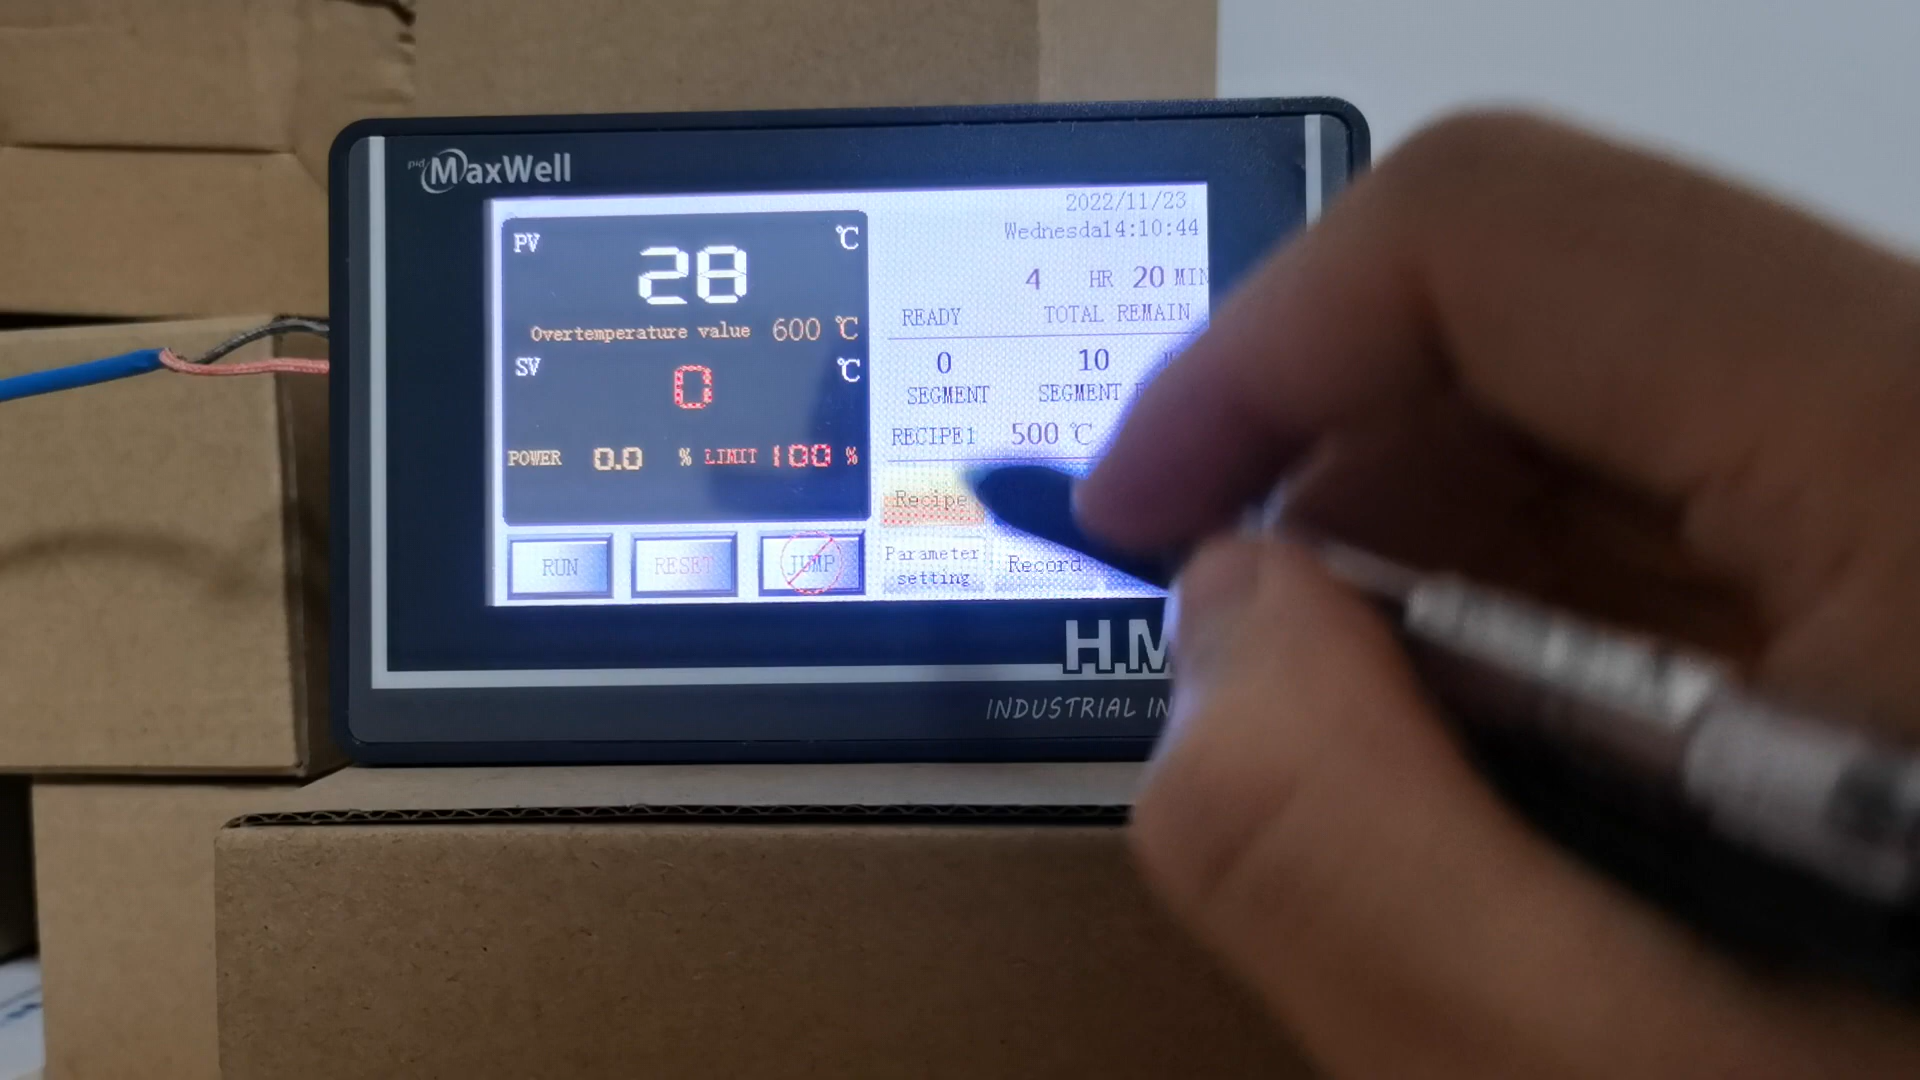 pid MaxWell
2022/11/23
Wednesda14:10:44
PV ℃
28
Overtemperature value 600 ℃
SV ℃
0
POWER 0.0 % LIMIT 100 %
RUN RESET JUMP
4 HR 20 MIN
READY TOTAL REMAIN
0 10
SEGMENT SEGMENT
RECIPE1 500 ℃
Recipe
Parameter
setting
Record
H.M
INDUSTRIAL IN